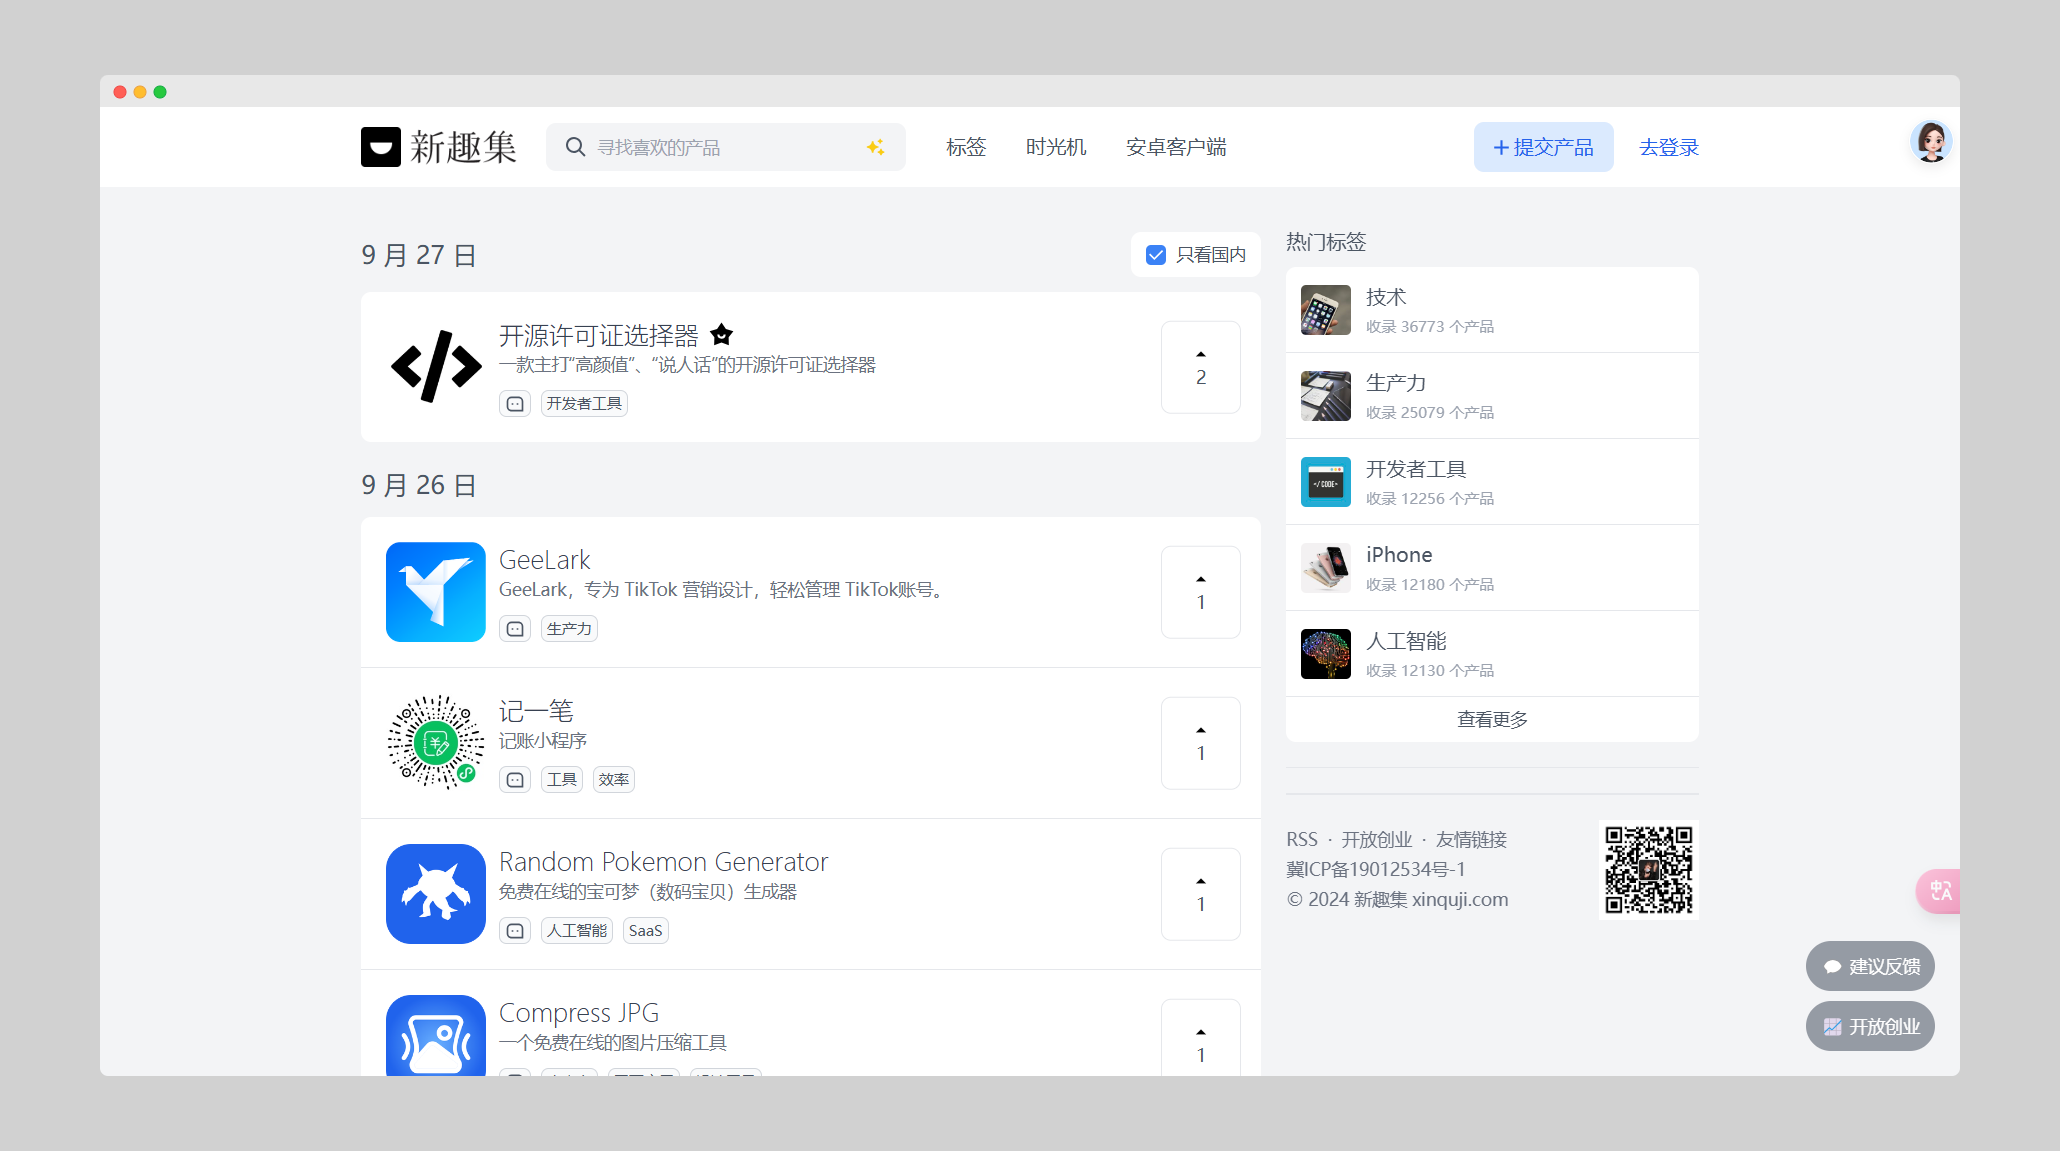 新趣集
寻找喜欢的产品
标签
时光机
安卓客户端
+ 提交产品
去登录
9 月 27 日
只看国内
开源许可证选择器
一款主打“高颜值”、“说人话”的开源许可证选择器
开发者工具
2
9 月 26 日
GeeLark
GeeLark，专为 TikTok 营销设计，轻松管理 TikTok账号。
生产力
1
记一笔
记账小程序
工具
效率
1
Random Pokemon Generator
免费在线的宝可梦（数码宝贝）生成器
人工智能
SaaS
1
Compress JPG
一个免费在线的图片压缩工具
1
热门标签
技术
收录 36773 个产品
生产力
收录 25079 个产品
</ CODE>
开发者工具
收录 12256 个产品
iPhone
收录 12180 个产品
人工智能
收录 12130 个产品
查看更多
RSS · 开放创业 · 友情链接
冀ICP备19012534号-1
© 2024 新趣集 xinquji.com
中A
建议反馈
开放创业